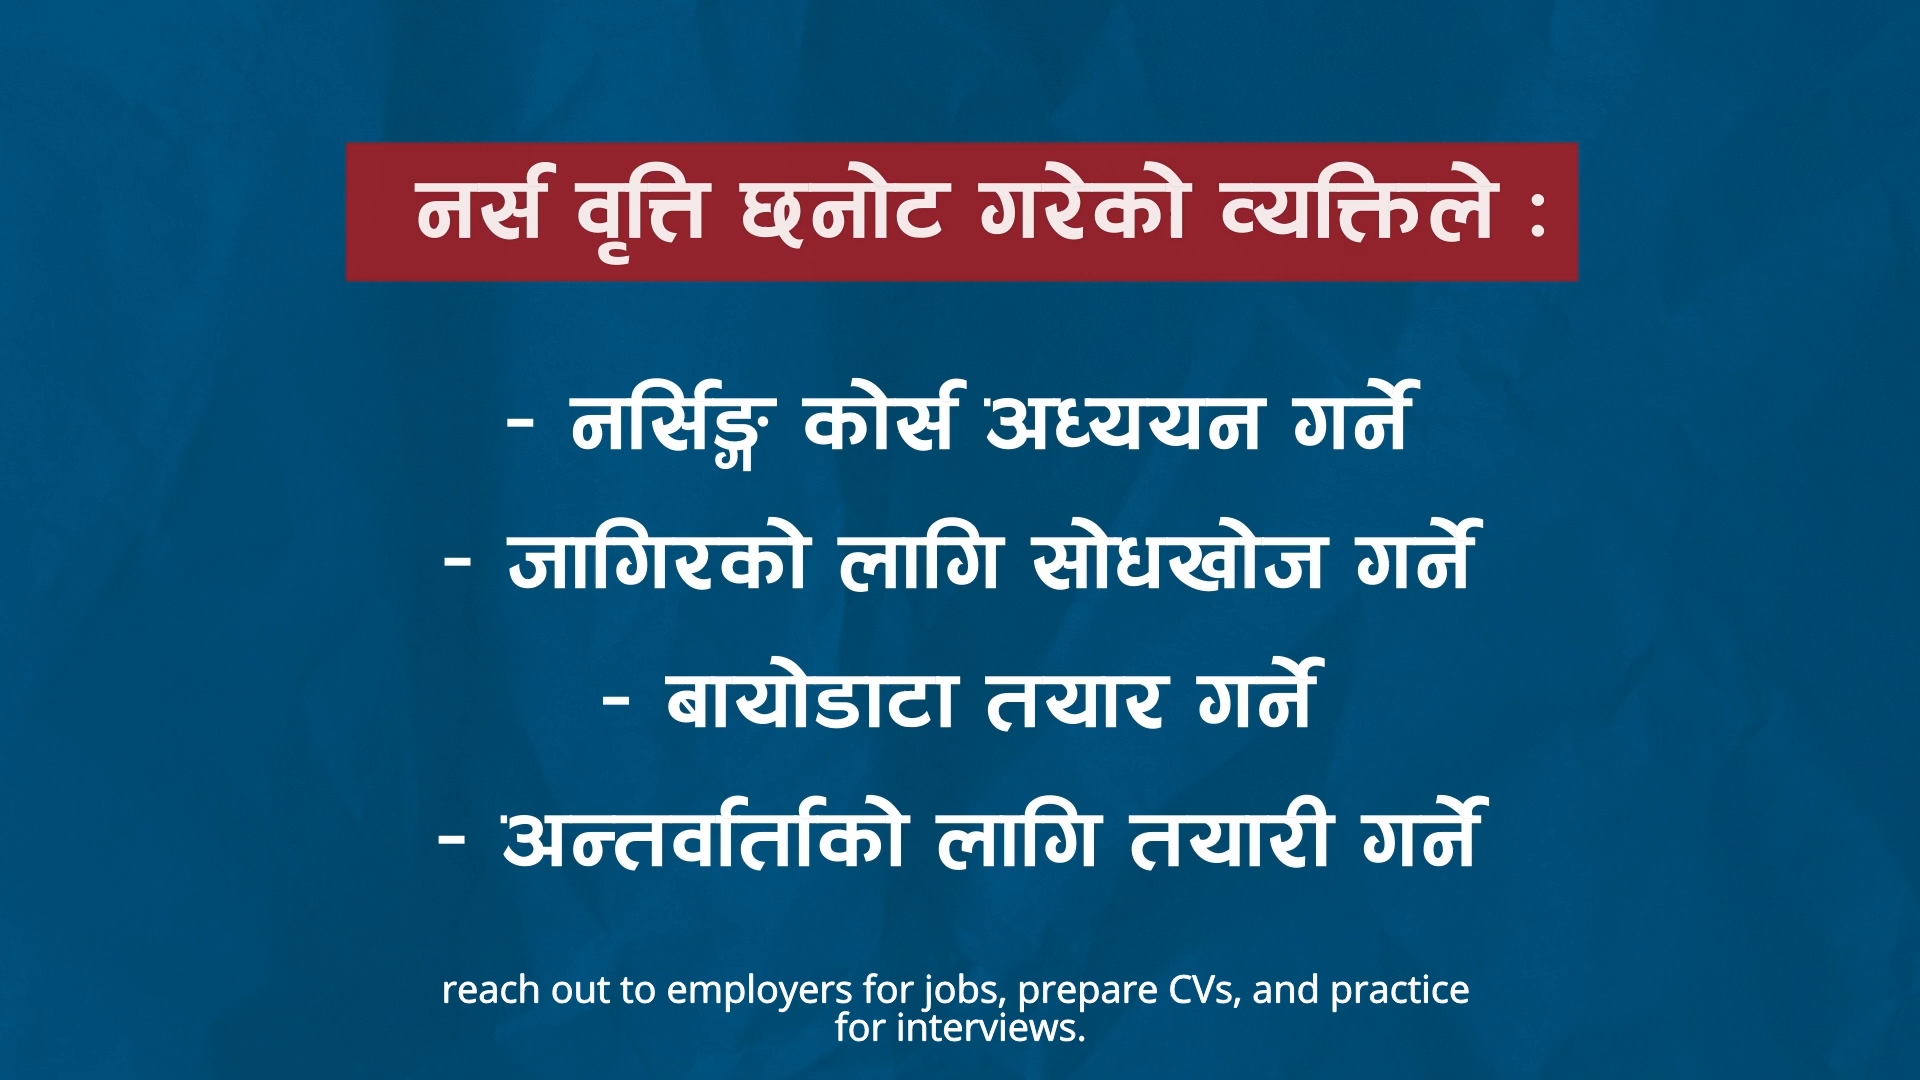 नर्स वृत्ति छनोट गरेको व्यक्तिले :
- नर्सिङ्ग कोर्स अध्ययन गर्ने
- जागिरको लागि सोधखोज गर्ने
- बायोडाटा तयार गर्ने
- अन्तर्वार्ताको लागि तयारी गर्ने
reach out to employers for jobs, prepare CVs, and practice
for interviews.